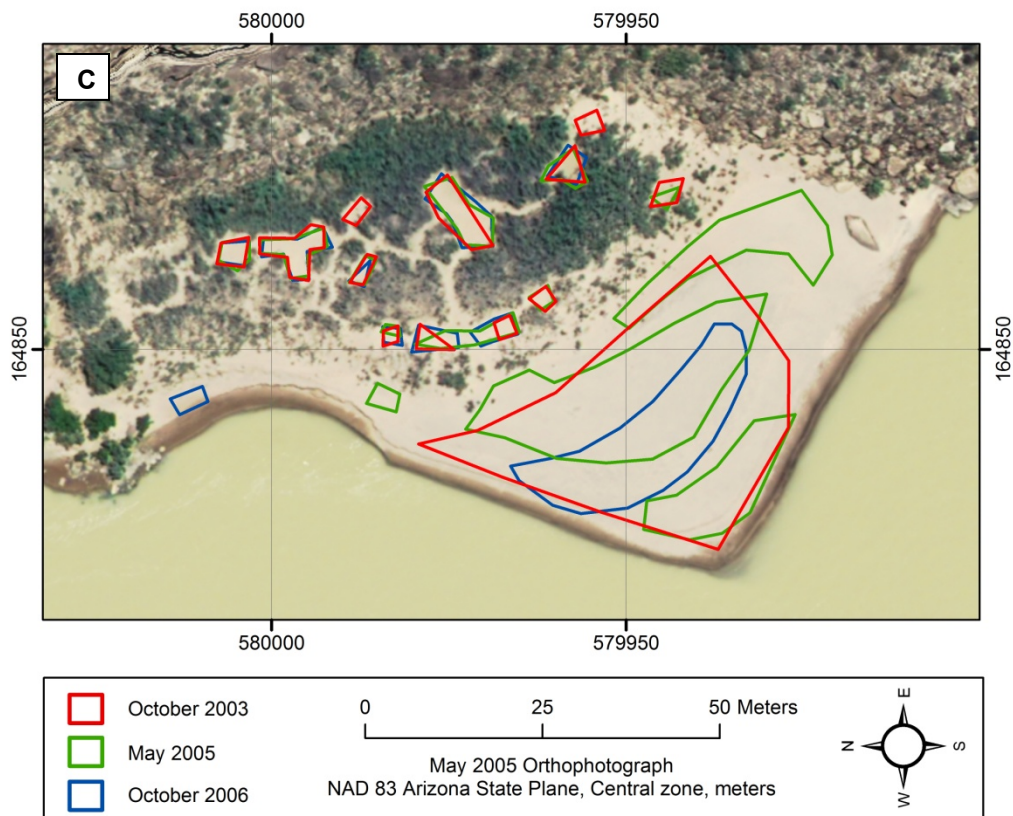 580000 579950
C
164850 164850
580000 579950
October 2003
May 2005
October 2006
0 25 50 Meters
May 2005 Orthophotograph
NAD 83 Arizona State Plane, Central zone, meters
E
N S
W